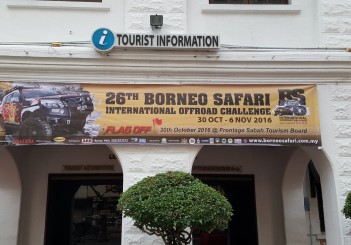 i TOURIST INFORMATION
26TH BORNEO SAFARI
INTERNATIONAL OFFROAD CHALLENGE
30 OCT - 6 NOV 2016
FLAG OFF
30th October 2016 @ Frontage Sabah Tourism Board
www.borneosafari.com.my